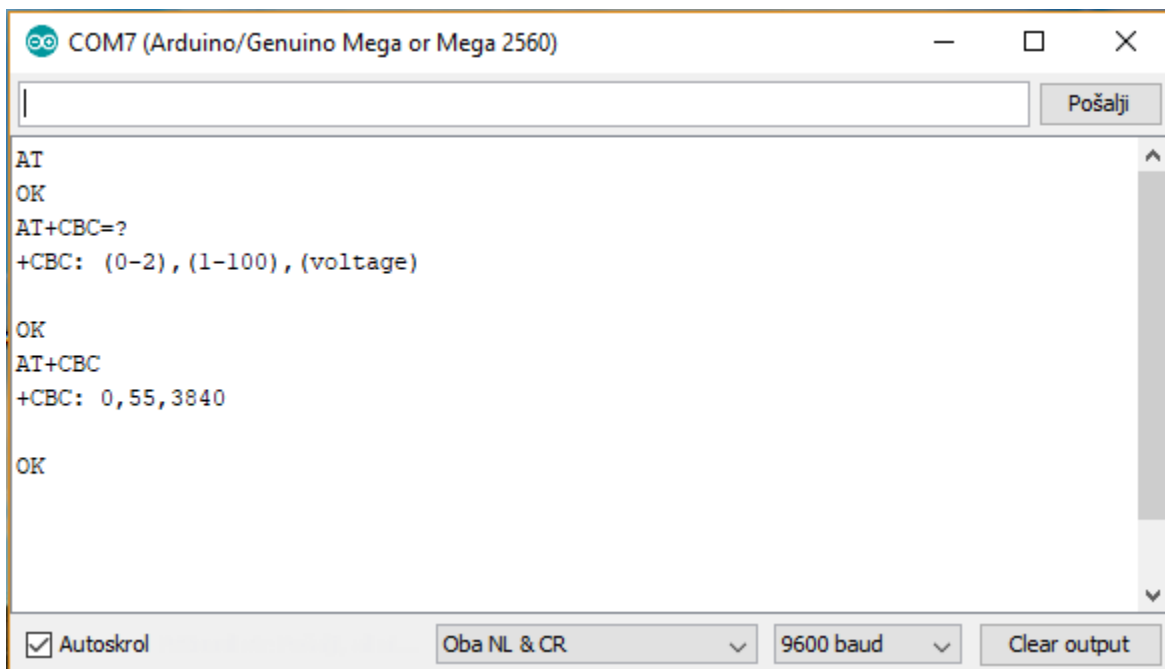 COM7 (Arduino/Genuino Mega or Mega 2560)
Pošalji
AT
OK
AT+CBC=?
+CBC: (0-2),(1-100),(voltage)
OK
AT+CBC
+CBC: 0,55,3840
OK
Autoskrol
Oba NL & CR
9600 baud
Clear output